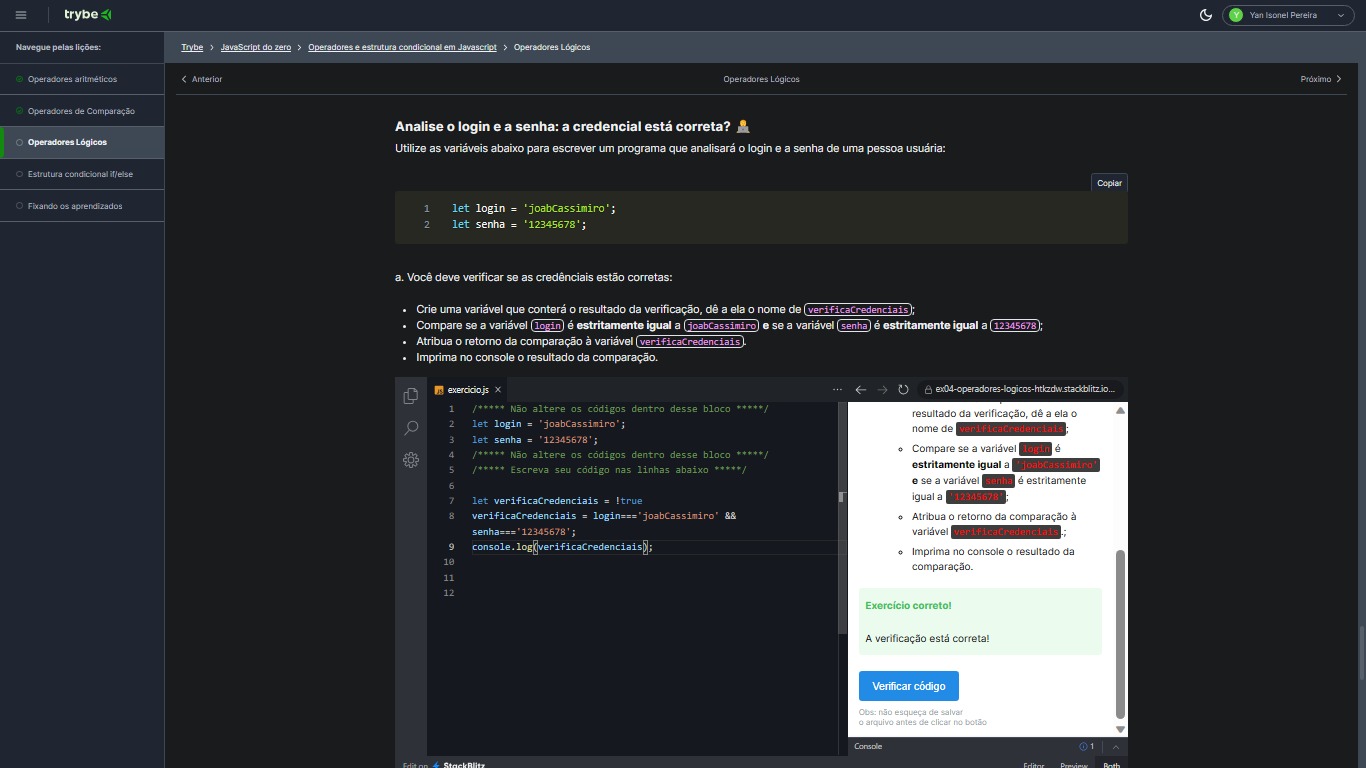 trybe
Yan Isonel Pereira
Navegue pelas lições:
Trybe > JavaScript do zero > Operadores e estrutura condicional em Javascript > Operadores Lógicos
Operadores aritméticos
Operadores de Comparação
Operadores Lógicos
Estrutura condicional if/else
Fixando os aprendizados
Anterior
Operadores Lógicos
Próximo
Analise o login e a senha: a credencial está correta?
Utilize as variáveis abaixo para escrever um programa que analisará o login e a senha de uma pessoa usuária:
Copiar
1 let login = 'joabCassimiro';
2 let senha = '12345678';
a. Você deve verificar se as credênciais estão corretas:
• Crie uma variável que conterá o resultado da verificação, dê a ela o nome de verificaCredenciais;
• Compare se a variável login é estritamente igual a joabCassimiro e se a variável senha é estritamente igual a 12345678;
• Atribua o retorno da comparação à variável verificaCredenciais.
• Imprima no console o resultado da comparação.
exercicio.js
1 /***** Não altere os códigos dentro desse bloco *****/
2 let login = 'joabCassimiro';
3 let senha = '12345678';
4 /***** Não altere os códigos dentro desse bloco *****/
5 /***** Escreva seu código nas linhas abaixo *****/
6
7 let verificaCredenciais = !true
8 verificaCredenciais = login==='joabCassimiro' &&
senha==='12345678';
9 console.log(verificaCredenciais);
10
11
12
ex04-operadores-logicos-htkzdw.stackblitz.io...
resultado da verificação, dê a ela o
nome de verificaCredenciais;
Compare se a variável login é
estritamente igual a 'joabCassimiro'
e se a variável senha é estritamente
igual a '12345678';
Atribua o retorno da comparação à
variável verificaCredenciais.;
Imprima no console o resultado da
comparação.
Exercício correto!
A verificação está correta!
Verificar código
Obs: não esqueça de salvar
o arquivo antes de clicar no botão
Console
1
Edit on StackBlitz
Editor Preview Both